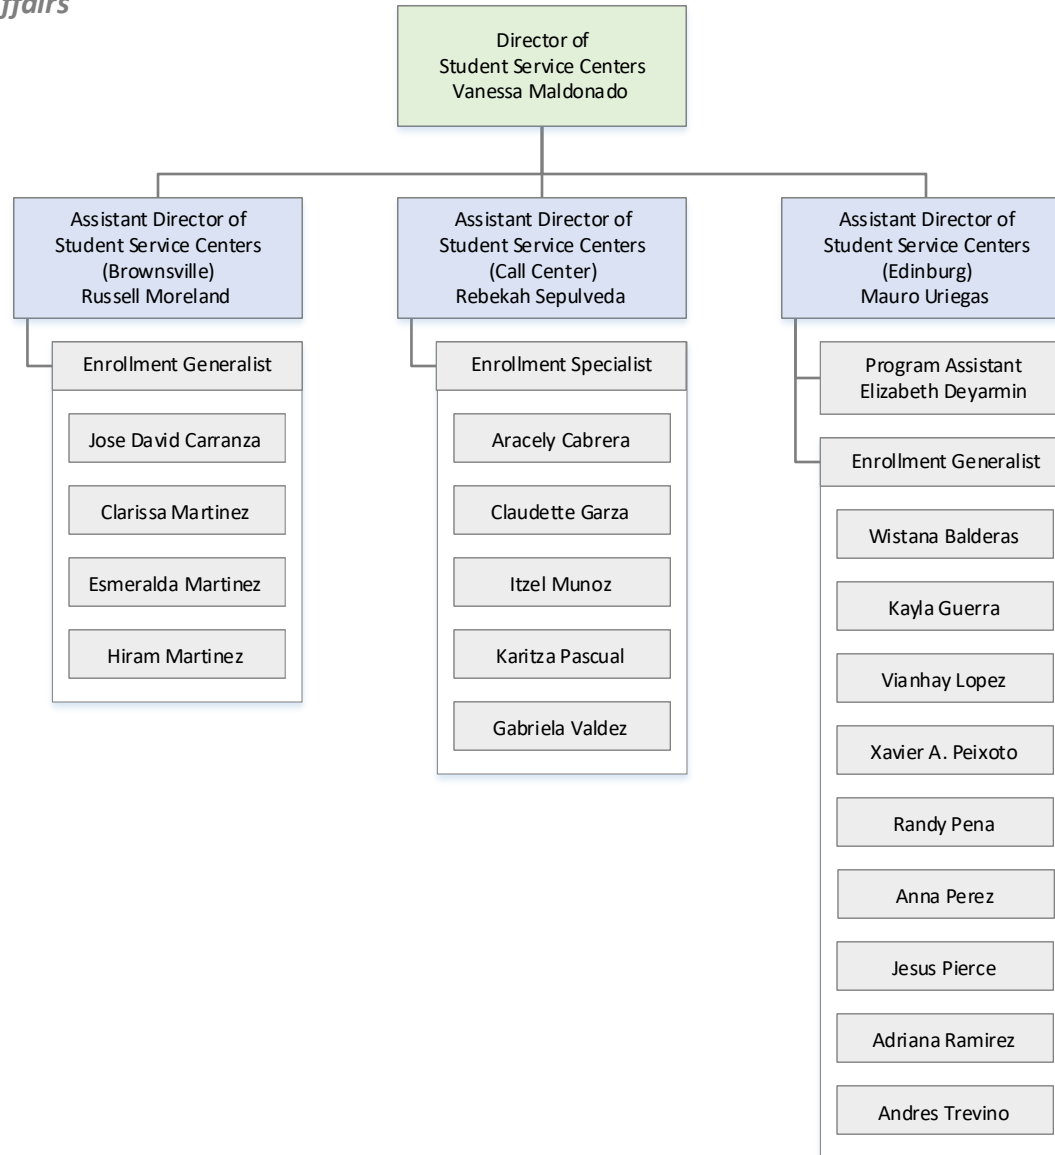 Director of
Student Service Centers
Vanessa Maldonado
Assistant Director of
Student Service Centers
(Brownsville)
Russell Moreland
Enrollment Generalist
Jose David Carranza
Clarissa Martinez
Esmeralda Martinez
Hiram Martinez
Assistant Director of
Student Service Centers
(Call Center)
Rebekah Sepulveda
Enrollment Specialist
Aracely Cabrera
Claudette Garza
Itzel Munoz
Karitza Pascual
Gabriela Valdez
Assistant Director of
Student Service Centers
(Edinburg)
Mauro Uriegas
Program Assistant
Elizabeth Deyarmin
Enrollment Generalist
Wistana Balderas
Kayla Guerra
Vianhay Lopez
Xavier A. Peixoto
Randy Pena
Anna Perez
Jesus Pierce
Adriana Ramirez
Andres Trevino